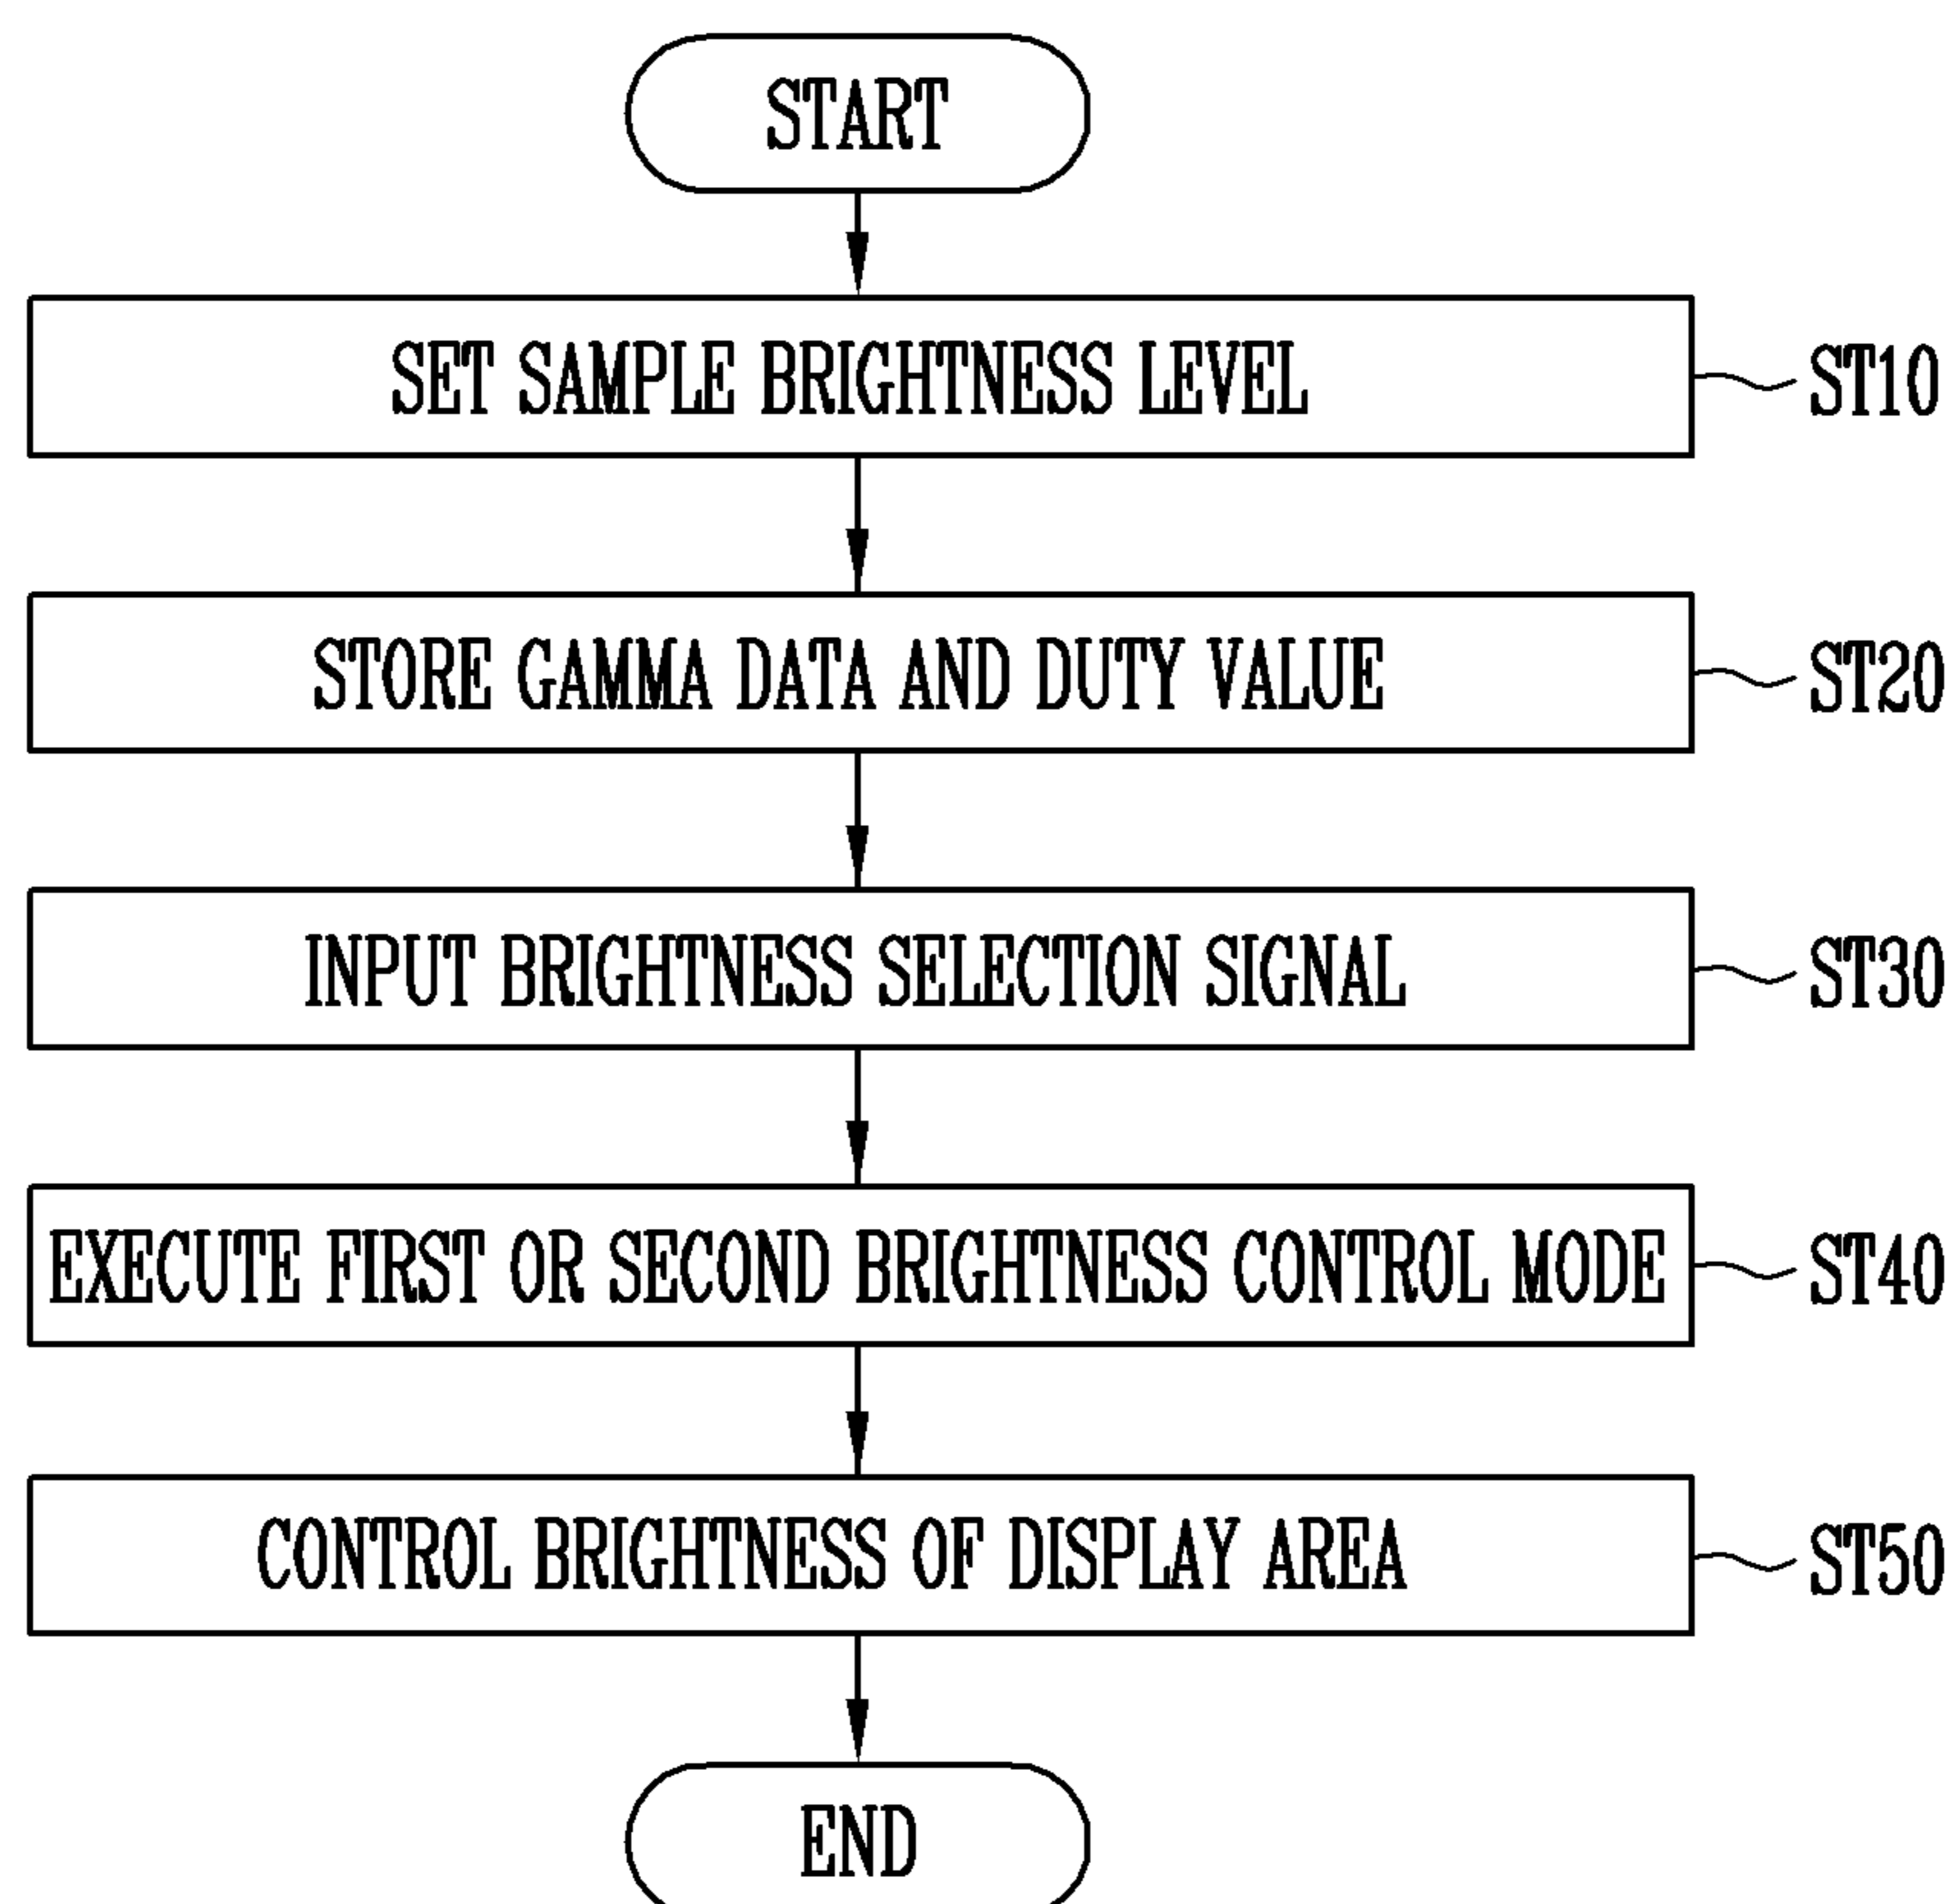 START
SET SAMPLE BRIGHTNESS LEVEL
ST10
STORE GAMMA DATA AND DUTY VALUE
ST20
INPUT BRIGHTNESS SELECTION SIGNAL
ST30
EXECUTE FIRST OR SECOND BRIGHTNESS CONTROL MODE
ST40
CONTROL BRIGHTNESS OF DISPLAY AREA
ST50
END